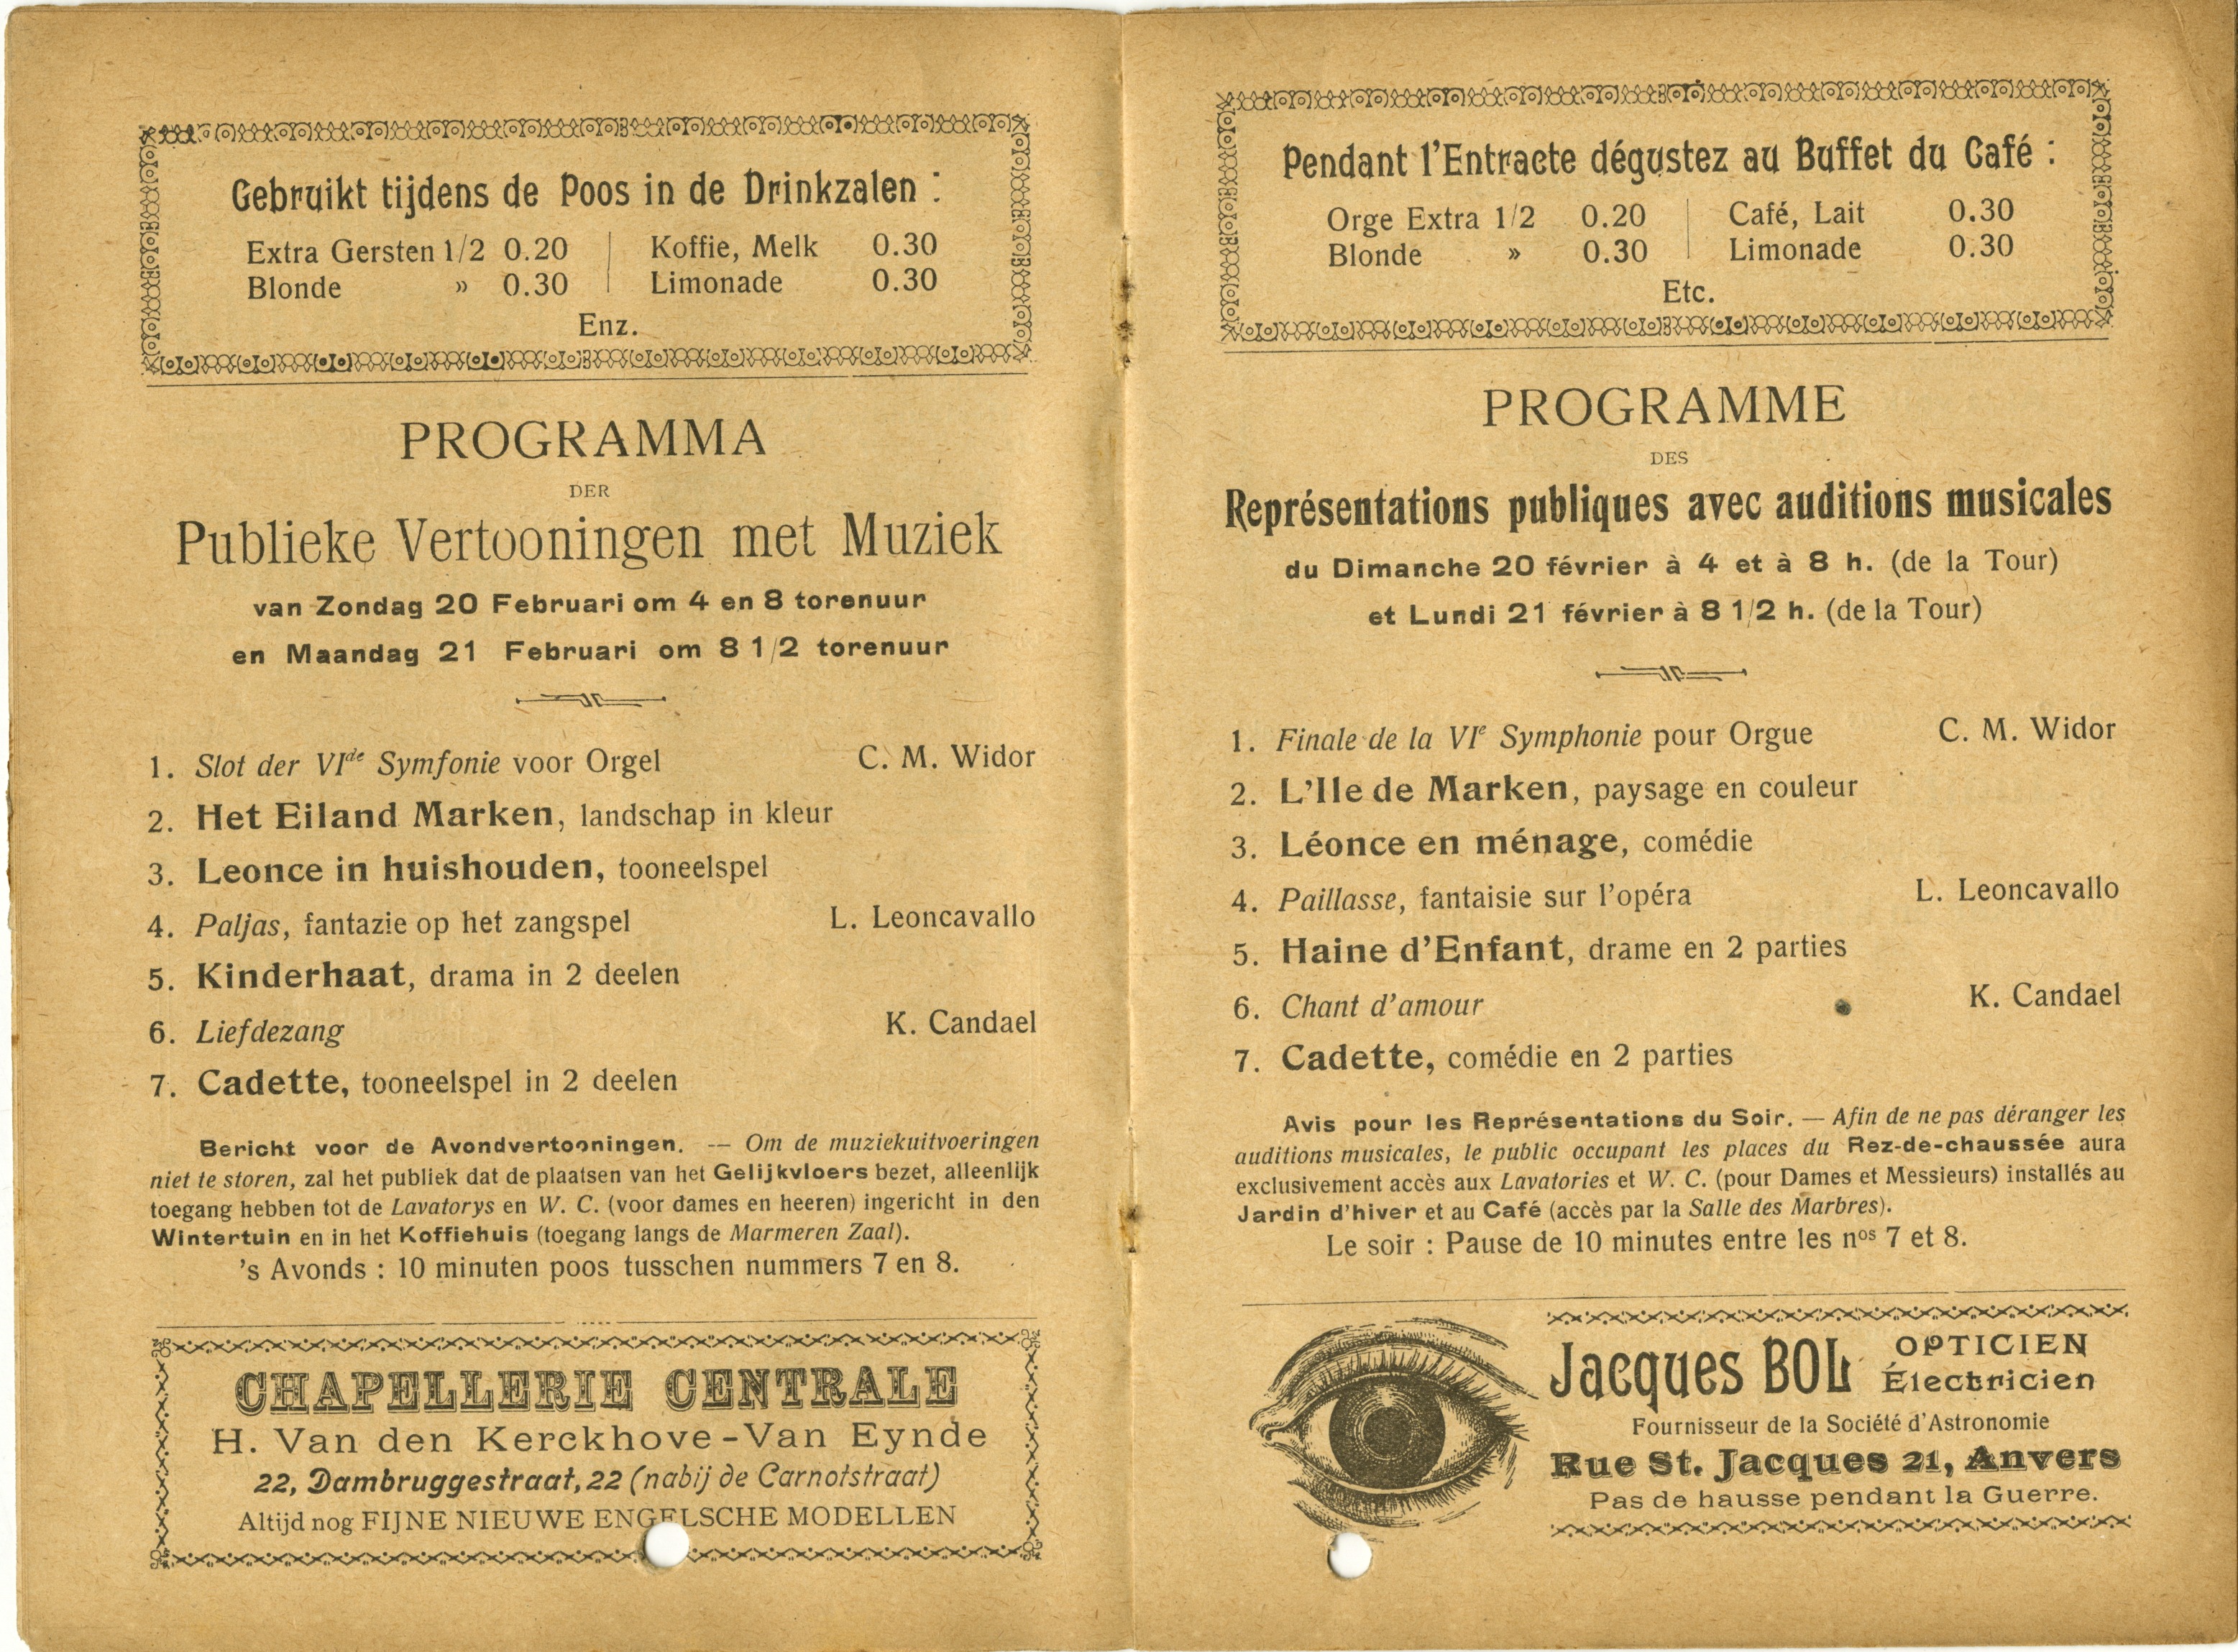 Gebruikt tijdens de Poos in de Drinkzalen :
Extra Gersten 1/2 0.20 Koffie, Melk 0.30
Blonde » 0.30 Limonade 0.30
Enz.
PROGRAMMA
DER
Publieke Vertooningen met Muziek
van Zondag 20 Februari om 4 en 8 torenuur
en Maandag 21 Februari om 8 1/2 torenuur
1. Slot der VIde Symfonie voor Orgel C. M. Widor
2. Het Eiland Marken, landschap in kleur
3. Leonce in huishouden, tooneelspel
4. Paljas, fantazie op het zangspel L. Leoncavallo
5. Kinderhaat, drama in 2 deelen
6. Liefdezang K. Candael
7. Cadette, tooneelspel in 2 deelen
Bericht voor de Avondvertooningen. — Om de muziekuitvoeringen
niet te storen, zal het publiek dat de plaatsen van het Gelijkvloers bezet, alleenlijk
toegang hebben tot de Lavatorys en W. C. (voor dames en heeren) ingericht in den
Wintertuin en in het Koffiehuis (toegang langs de Marmeren Zaal).
's Avonds : 10 minuten poos tusschen nummers 7 en 8.
CHAPELLERIE CENTRALE
H. Van den Kerckhove-Van Eynde
22, Dambruggestraat, 22 (nabij de Carnotstraat)
Altijd nog FIJNE NIEUWE ENGELSCHE MODELLEN
Pendant l'Entracte dégustez au Buffet du Café :
Orge Extra 1/2 0.20 Café, Lait 0.30
Blonde » 0.30 Limonade 0.30
Etc.
PROGRAMME
DES
Représentations publiques avec auditions musicales
du Dimanche 20 février à 4 et à 8 h. (de la Tour)
et Lundi 21 février à 8 1/2 h. (de la Tour)
1. Finale de la VIe Symphonie pour Orgue C. M. Widor
2. L'Ile de Marken, paysage en couleur
3. Léonce en ménage, comédie
4. Paillasse, fantaisie sur l'opéra L. Leoncavallo
5. Haine d'Enfant, drame en 2 parties
6. Chant d'amour K. Candael
7. Cadette, comédie en 2 parties
Avis pour les Représentations du Soir. — Afin de ne pas déranger les
auditions musicales, le public occupant les places du Rez-de-chaussée aura
exclusivement accès aux Lavatories et W. C. (pour Dames et Messieurs) installés au
Jardin d'hiver et au Café (accès par la Salle des Marbres).
Le soir : Pause de 10 minutes entre les nos 7 et 8.
Jacques BOL OPTICIEN
Électricien
Fournisseur de la Société d'Astronomie
Rue St. Jacques 21, Anvers
Pas de hausse pendant la Guerre.